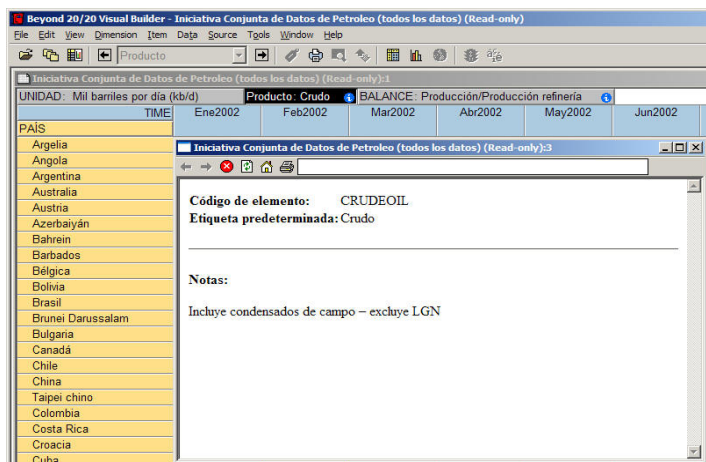 Beyond 20/20 Visual Builder - Iniciativa Conjunta de Datos de Petroleo (todos los datos) (Read-only)
File Edit View Dimension Item Data Source Tools Window Help
Producto
Iniciativa Conjunta de Datos de Petroleo (todos los datos) (Read-only):1
UNIDAD: Mil barriles por día (kb/d) Producto: Crudo BALANCE: Producción/Producción refinería
TIME Ene2002 Feb2002 Mar2002 Abr2002 May2002 Jun2002
PAÍS
Argelia
Angola
Argentina
Australia
Austria
Azerbaiyán
Bahrein
Barbados
Bélgica
Bolivia
Brasil
Brunei Darussalam
Bulgaria
Canadá
Chile
China
Taipei chino
Colombia
Costa Rica
Croacia
Cuba
Iniciativa Conjunta de Datos de Petroleo (todos los datos) (Read-only):3
Código de elemento: CRUDEOIL
Etiqueta predeterminada: Crudo
Notas:
Incluye condensados de campo – excluye LGN